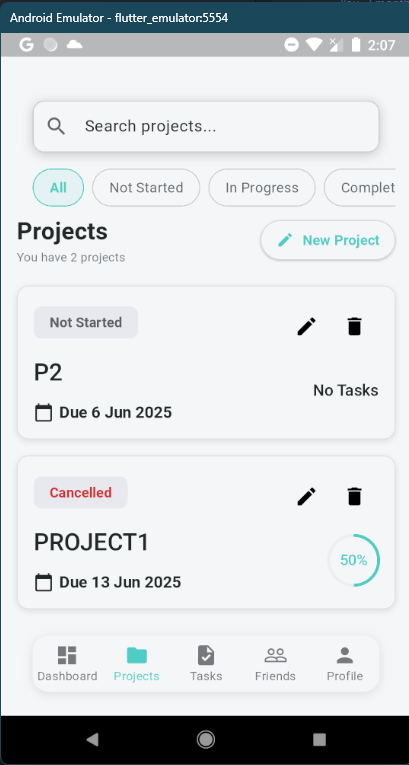 Android Emulator - flutter_emulator:5554
G
2:07
Search projects...
All Not Started In Progress Complet
Projects
New Project
You have 2 projects
Not Started
P2
No Tasks
Due 6 Jun 2025
Cancelled
PROJECT1
50%
Due 13 Jun 2025
Dashboard Projects Tasks Friends Profile